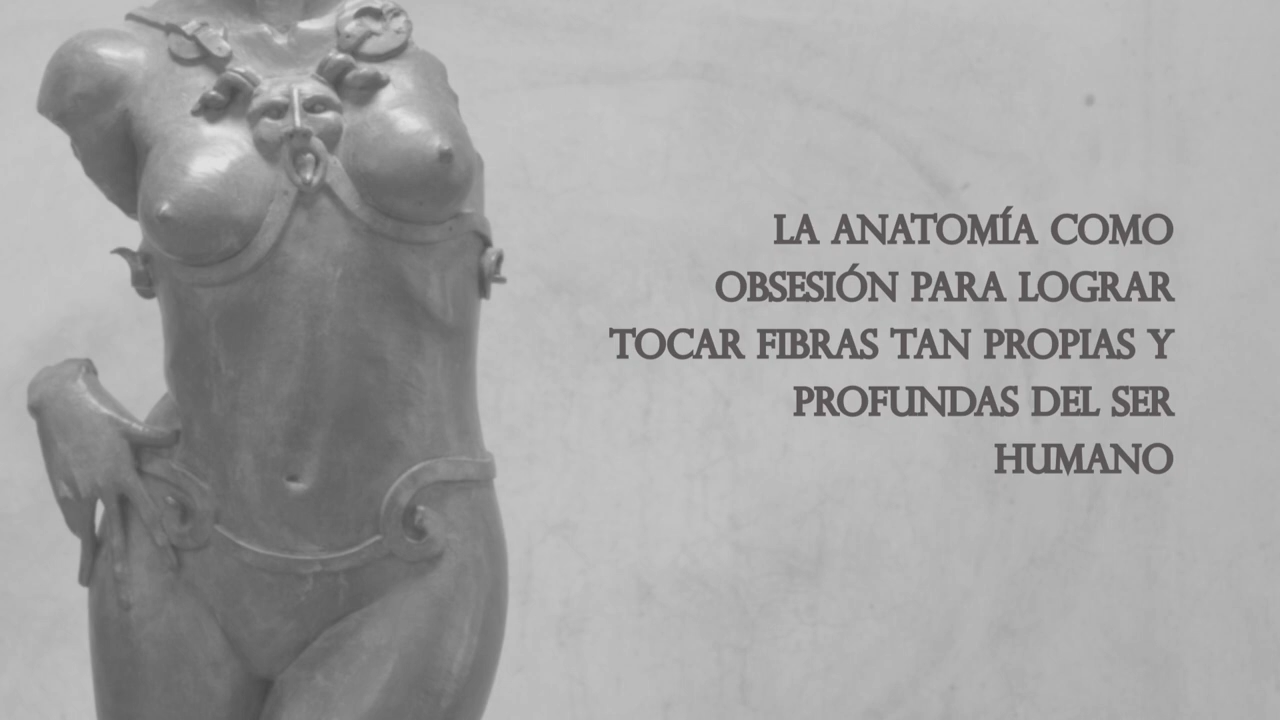 LA ANATOMÍA COMO
OBSESIÓN PARA LOGRAR
TOCAR FIBRAS TAN PROPIAS Y
PROFUNDAS DEL SER
HUMANO